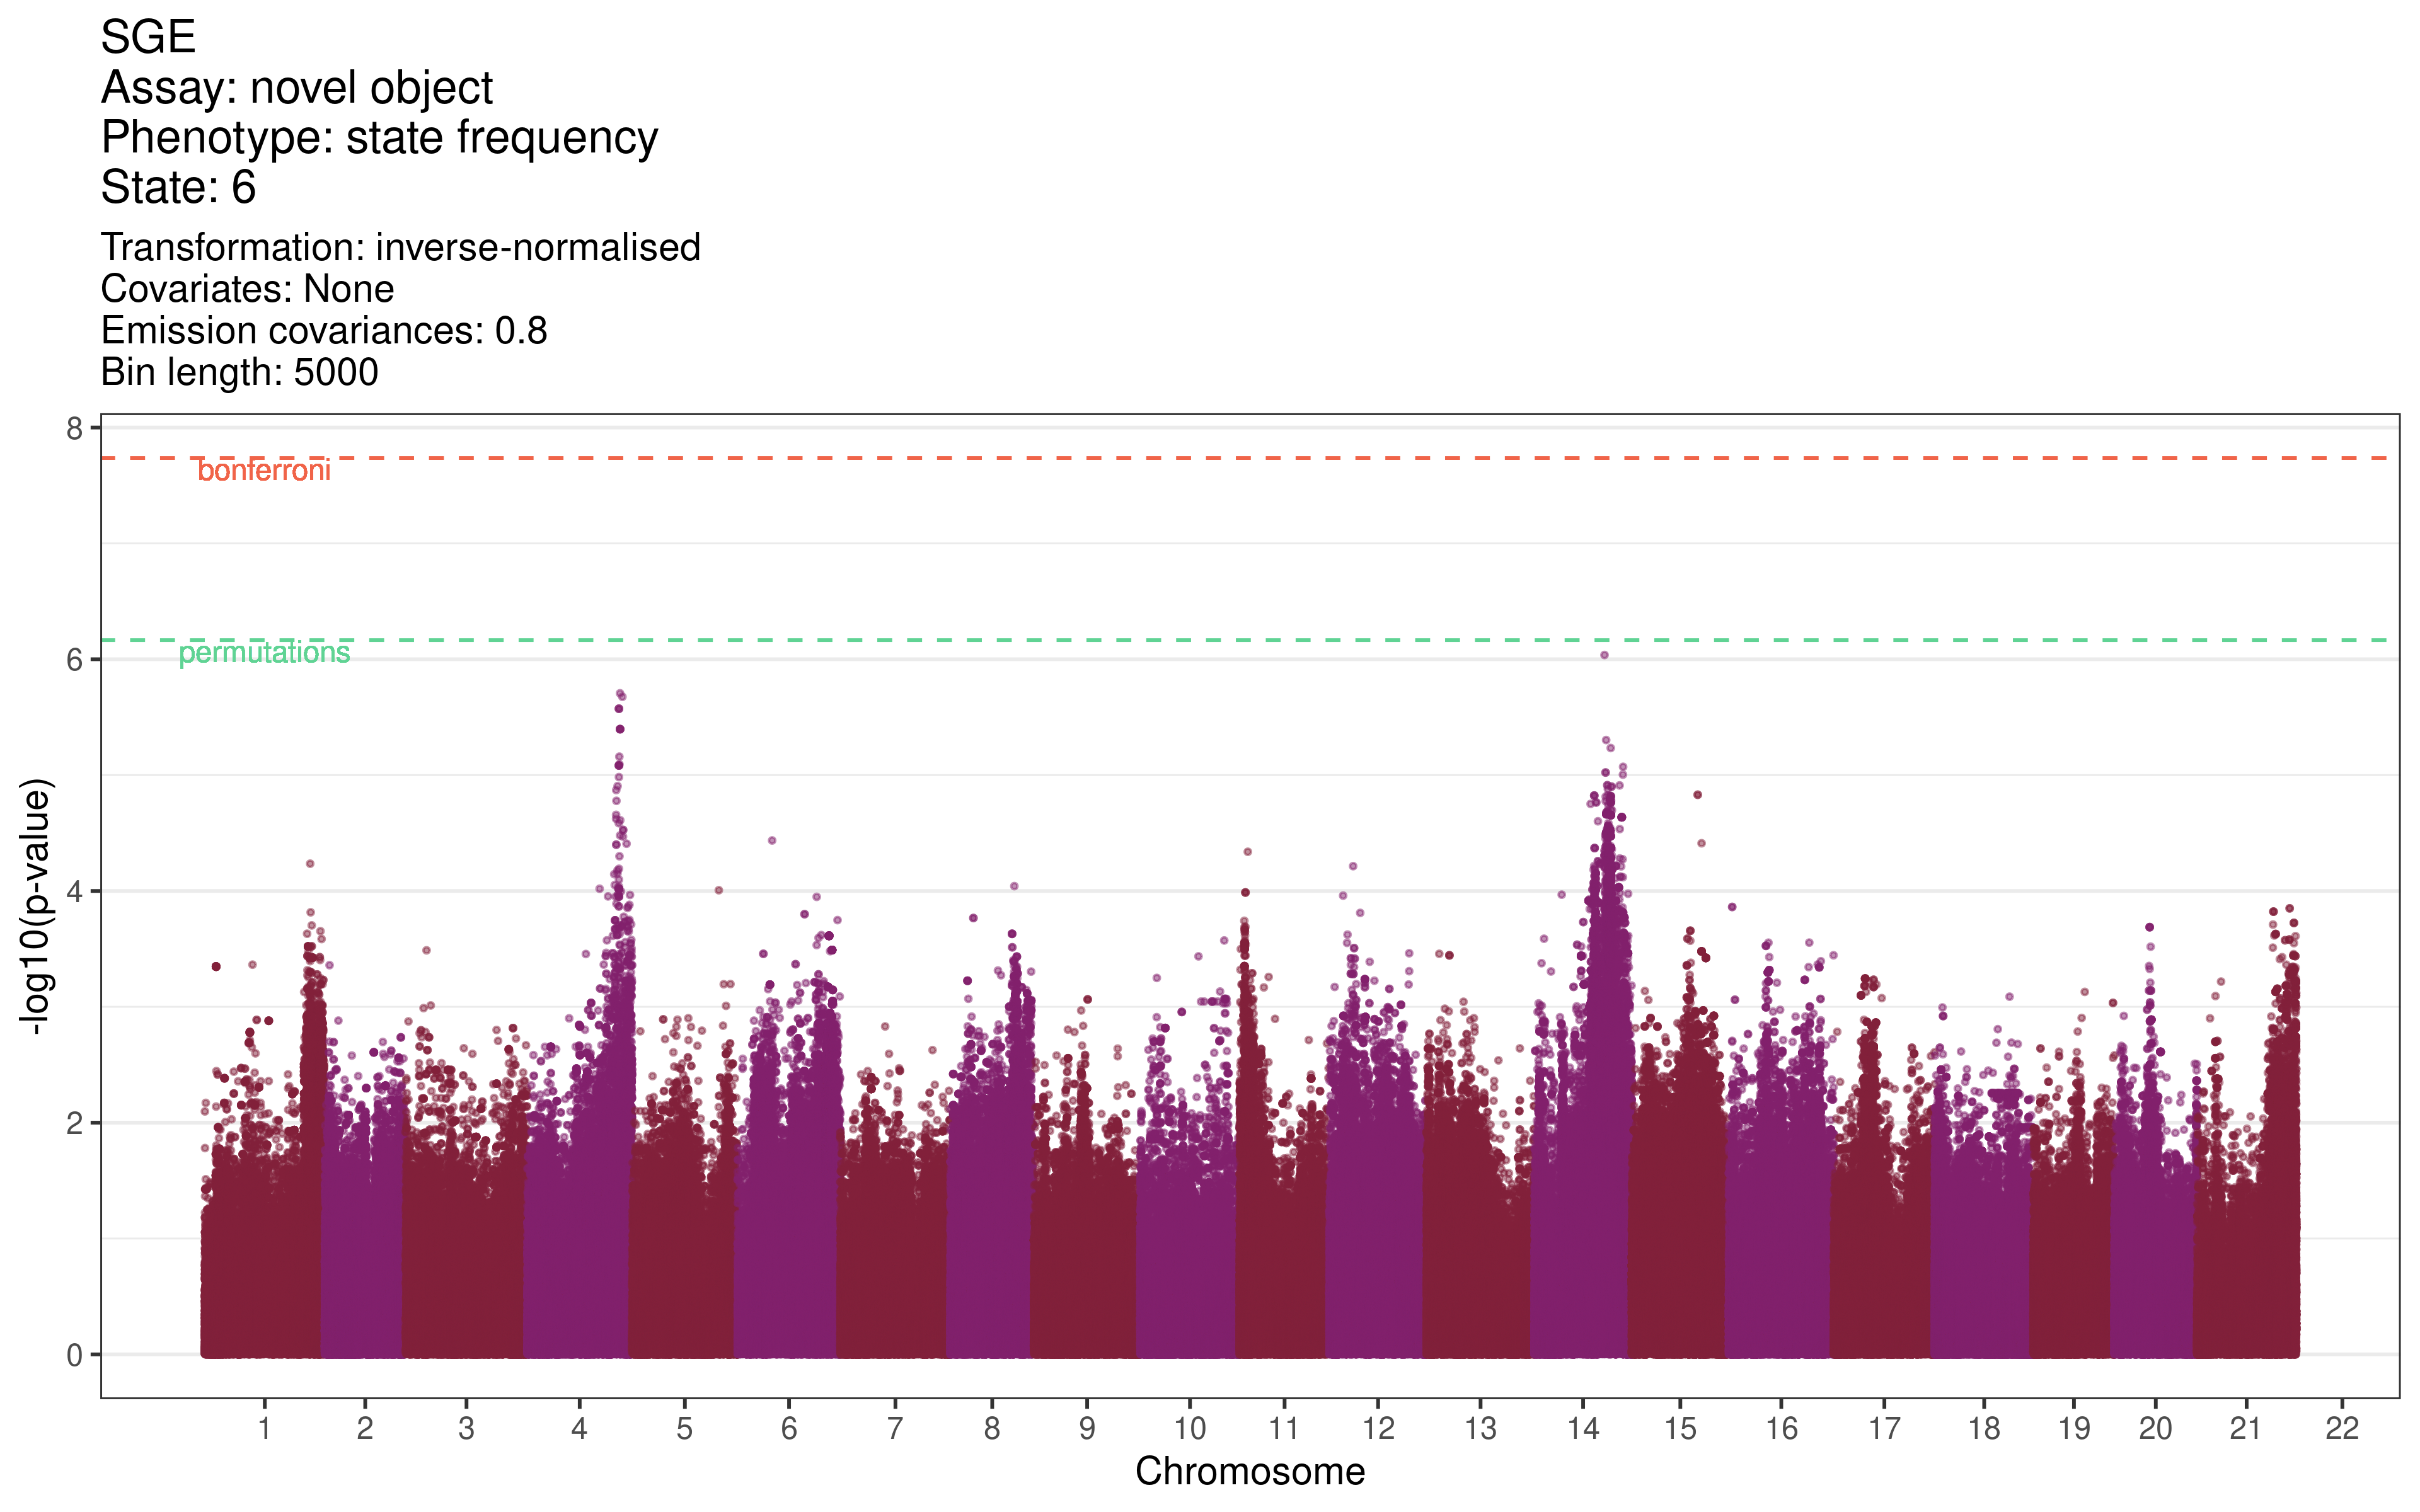 SGE
Assay: novel object
Phenotype: state frequency
State: 6
Transformation: inverse-normalised
Covariates: None
Emission covariances: 0.8
Bin length: 5000
8
bonferroni
permutations
6
-log10(p-value)
4
2
0
1 2 3 4 5 6 7 8 9 10 11 12 13 14 15 16 17 18 19 20 21 22
Chromosome